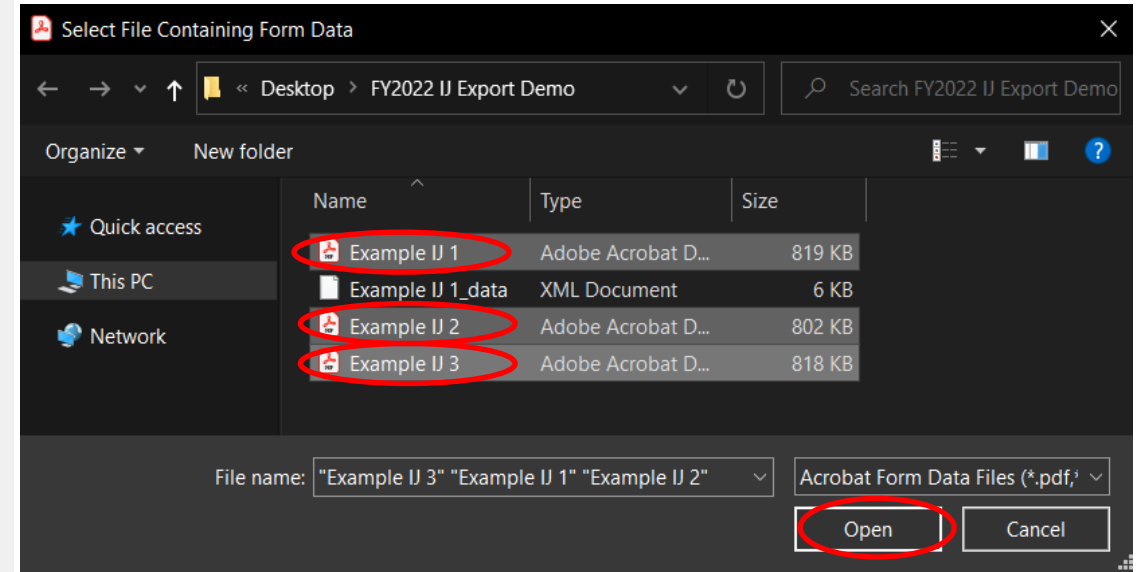 Select File Containing Form Data
« Desktop > FY2022 IJ Export Demo
Search FY2022 IJ Export Demo
Organize
New folder
?
Name Type Size
Quick access
This PC
Network
Example IJ 1 Adobe Acrobat D... 819 KB
Example IJ 1_data XML Document 6 KB
Example IJ 2 Adobe Acrobat D... 802 KB
Example IJ 3 Adobe Acrobat D... 818 KB
File name: "Example IJ 3" "Example IJ 1" "Example IJ 2"
Acrobat Form Data Files (*.pdf,*
Open Cancel